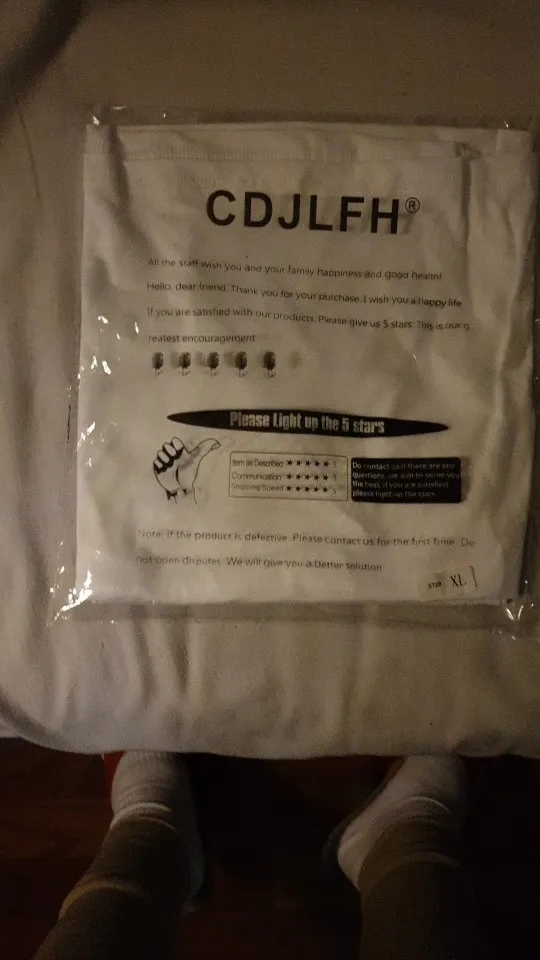 CDJLFH®
All the staff wish you and your family happiness and good health!
Hello, dear friend. Thank you for your purchase. I wish you a happy life
If you are satisfied with our products. Please give us 5 stars. This is our g
reatest encouragement
Please Light up the 5 stars
Item as Described ★★★★★ 5
Communication ★★★★★ 5
Shipping Speed ★★★★★ 5
Do contact us if there are any
questions, we aim to serve you
the best, if you are satisfied
please light up the stars
Note: If the product is defective. Please contact us for the first time. Do
not open disputes. We will give you a better solution
XL